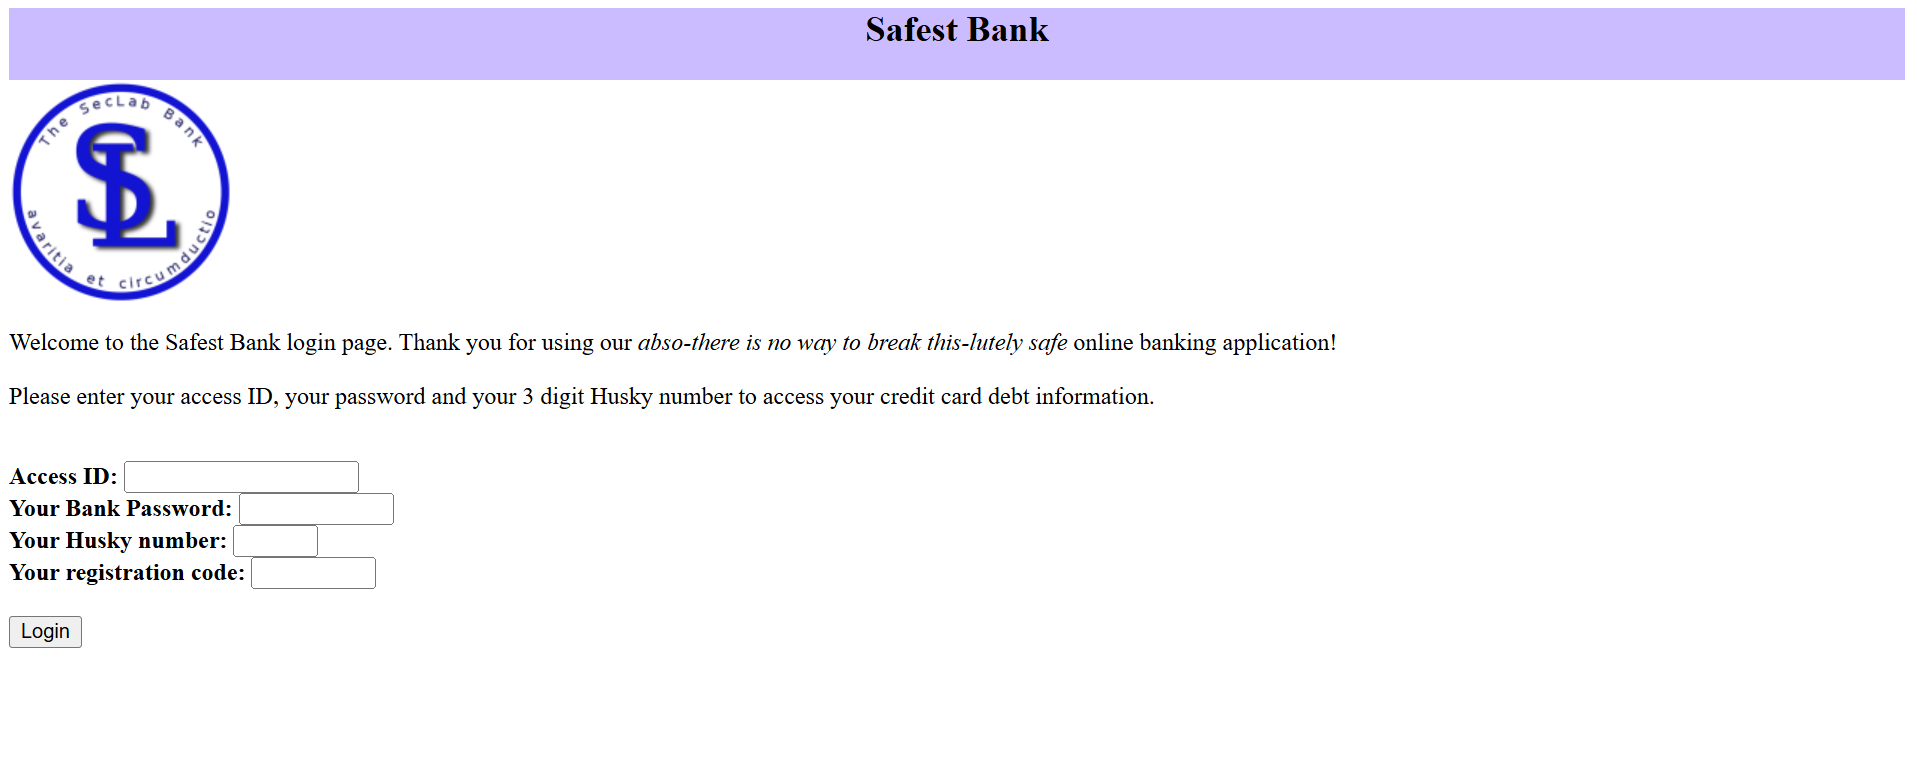 Safest Bank
The SecLab Bank
SL
avaritia et circumductio
Welcome to the Safest Bank login page. Thank you for using our abso-there is no way to break this-lutely safe online banking application!
Please enter your access ID, your password and your 3 digit Husky number to access your credit card debt information.
Access ID:
Your Bank Password:
Your Husky number:
Your registration code:
Login